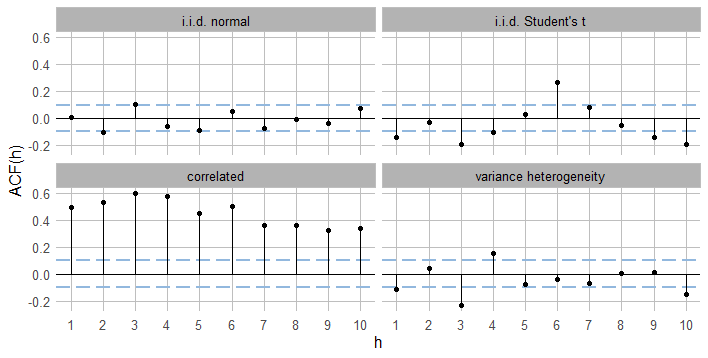 i.i.d. normal
i.i.d. Student's t
0.6
0.4
0.2
0.0
-0.2
correlated
variance heterogeneity
0.6
0.4
0.2
0.0
-0.2
ACF(h)
1 2 3 4 5 6 7 8 9 10
1 2 3 4 5 6 7 8 9 10
h